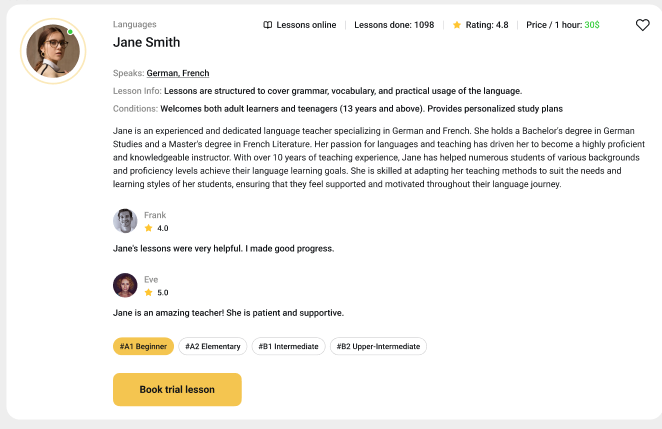 Languages
Lessons online
Lessons done: 1098
Rating: 4.8
Price / 1 hour: 30$
Jane Smith
Speaks: German, French
Lesson Info: Lessons are structured to cover grammar, vocabulary, and practical usage of the language.
Conditions: Welcomes both adult learners and teenagers (13 years and above). Provides personalized study plans
Jane is an experienced and dedicated language teacher specializing in German and French. She holds a Bachelor's degree in German
Studies and a Master's degree in French Literature. Her passion for languages and teaching has driven her to become a highly proficient
and knowledgeable instructor. With over 10 years of teaching experience, Jane has helped numerous students of various backgrounds
and proficiency levels achieve their language learning goals. She is skilled at adapting her teaching methods to suit the needs and
learning styles of her students, ensuring that they feel supported and motivated throughout their language journey.
Frank
4.0
Jane's lessons were very helpful. I made good progress.
Eve
5.0
Jane is an amazing teacher! She is patient and supportive.
#A1 Beginner
#A2 Elementary
#B1 Intermediate
#B2 Upper-Intermediate
Book trial lesson